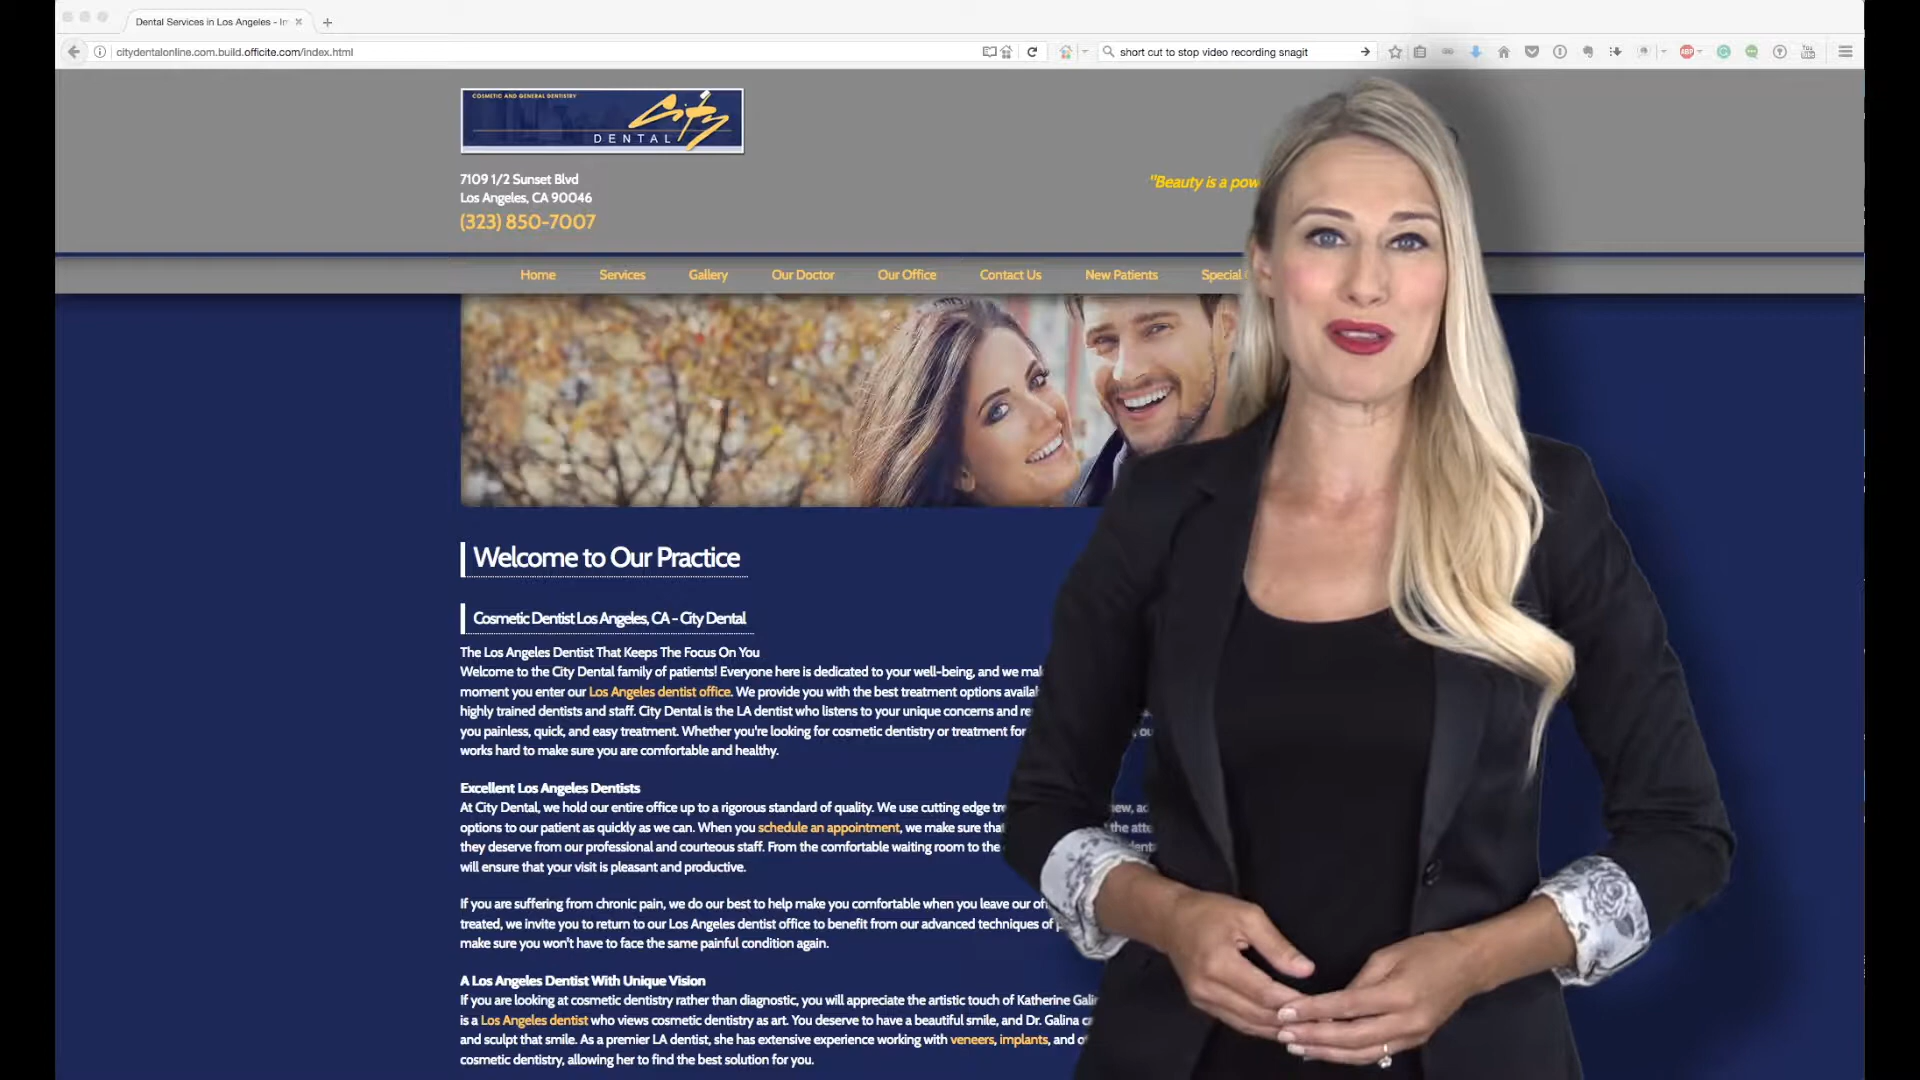 Dental Services in Los Angeles - Im
citydentalonline.com.build.officite.com/index.html
short cut to stop video recording snagit
ABP
You
COSMETIC AND GENERAL DENTISTRY
City
DENTAL
7109 1/2 Sunset Blvd
Los Angeles, CA 90046
(323) 850-7007
"Beauty is a pow
Home Services Gallery Our Doctor Our Office Contact Us New Patients Special
Welcome to Our Practice
Cosmetic Dentist Los Angeles, CA - City Dental
The Los Angeles Dentist That Keeps The Focus On You
Welcome to the City Dental family of patients! Everyone here is dedicated to your well-being, and we mak
moment you enter our Los Angeles dentist office. We provide you with the best treatment options availab
highly trained dentists and staff. City Dental is the LA dentist who listens to your unique concerns and re
you painless, quick, and easy treatment. Whether you're looking for cosmetic dentistry or treatment for
works hard to make sure you are comfortable and healthy.
Excellent Los Angeles Dentists
At City Dental, we hold our entire office up to a rigorous standard of quality. We use cutting edge tre new, ad
options to our patient as quickly as we can. When you schedule an appointment, we make sure that the atte
they deserve from our professional and courteous staff. From the comfortable waiting room to the dent
will ensure that your visit is pleasant and productive.
If you are suffering from chronic pain, we do our best to help make you comfortable when you leave our of
treated, we invite you to return to our Los Angeles dentist office to benefit from our advanced techniques of p
make sure you won't have to face the same painful condition again.
A Los Angeles Dentist With Unique Vision
If you are looking at cosmetic dentistry rather than diagnostic, you will appreciate the artistic touch of Katherine Galin
is a Los Angeles dentist who views cosmetic dentistry as art. You deserve to have a beautiful smile, and Dr. Galina ca
and sculpt that smile. As a premier LA dentist, she has extensive experience working with veneers, implants, and ot
cosmetic dentistry, allowing her to find the best solution for you.